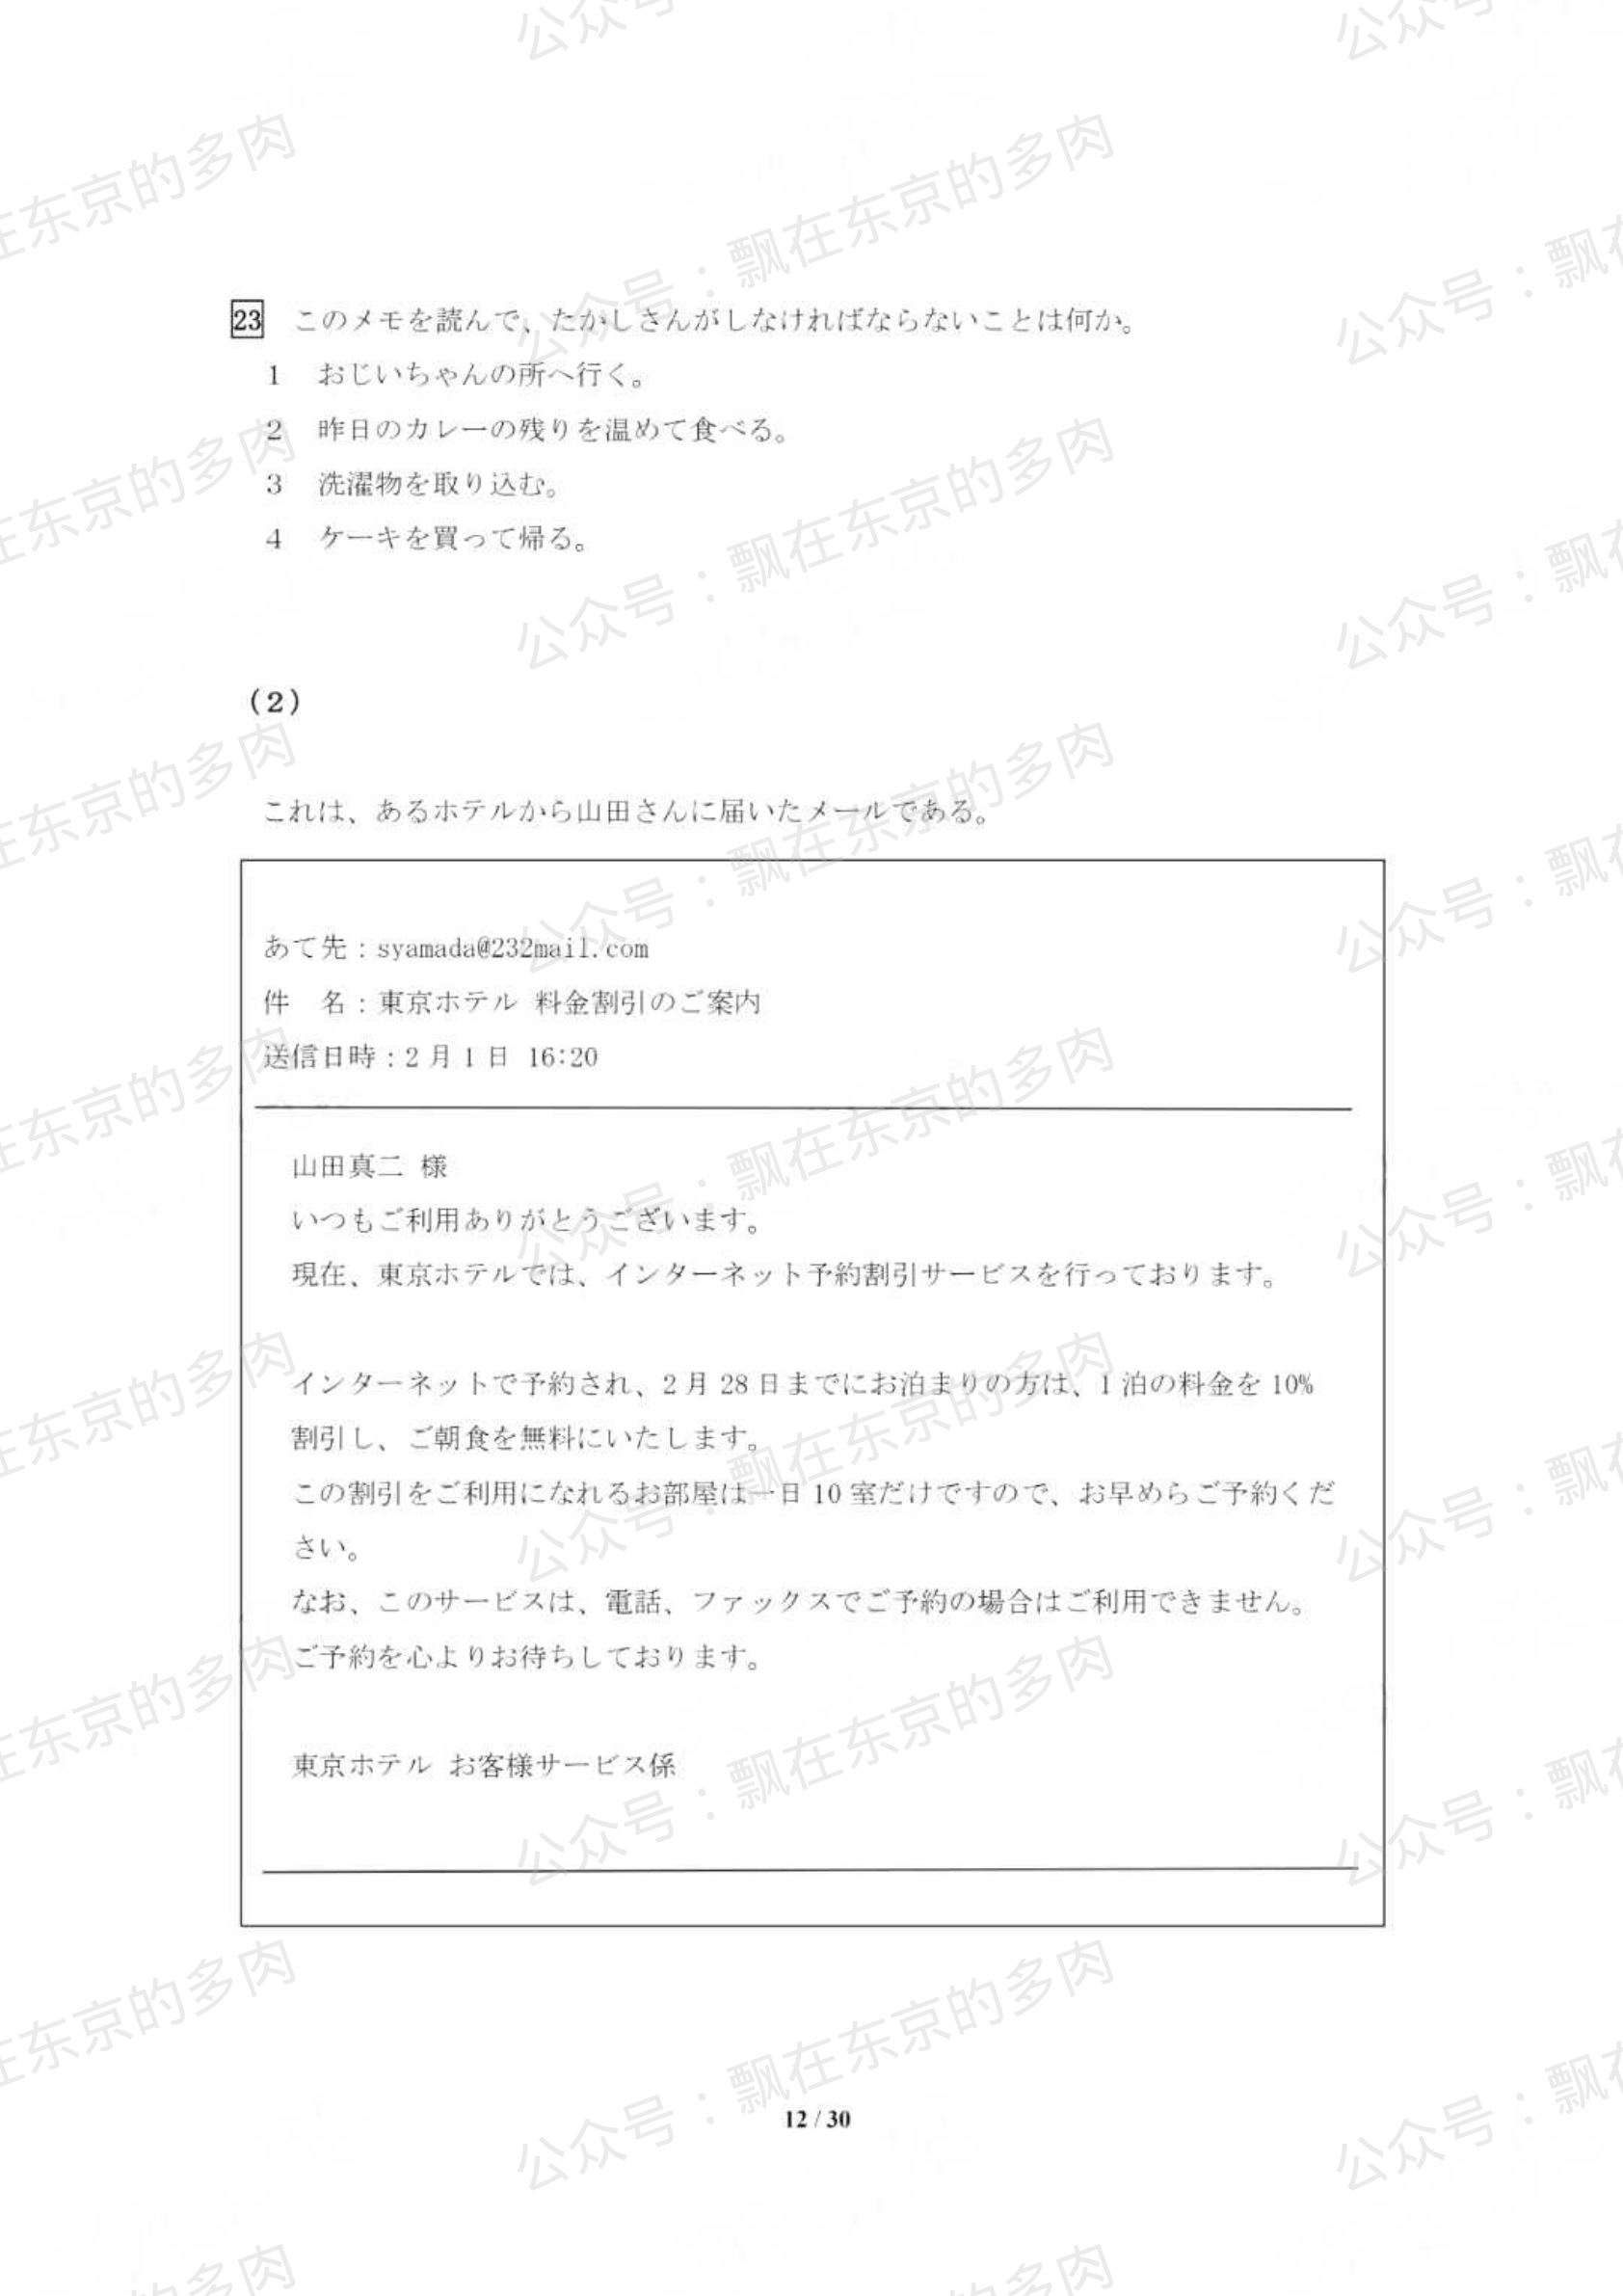 23 このメモを読んで、たかしさんがしなければならないことは何か。
1 おじいちゃんの所へ行く。
2 昨日のカレーの残りを温めて食べる。
3 洗濯物を取り込む。
4 ケーキを買って帰る。
(2)
これは、あるホテルから山田さんに届いたメールである。
あて先：syamada@232mail.com
件　名：東京ホテル 料金割引のご案内
送信日時：2月1日 16:20
山田真二 様
いつもご利用ありがとうございます。
現在、東京ホテルでは、インターネット予約割引サービスを行っております。
インターネットで予約され、2月28日までにお泊まりの方は、1泊の料金を10%
割引し、ご朝食を無料にいたします。
この割引をご利用になれるお部屋は一日10室だけですので、お早めらご予約くだ
さい。
なお、このサービスは、電話、ファックスでご予約の場合はご利用できません。
ご予約を心よりお待ちしております。
東京ホテル お客様サービス係
12 / 30
公众号：飘在东京的多肉